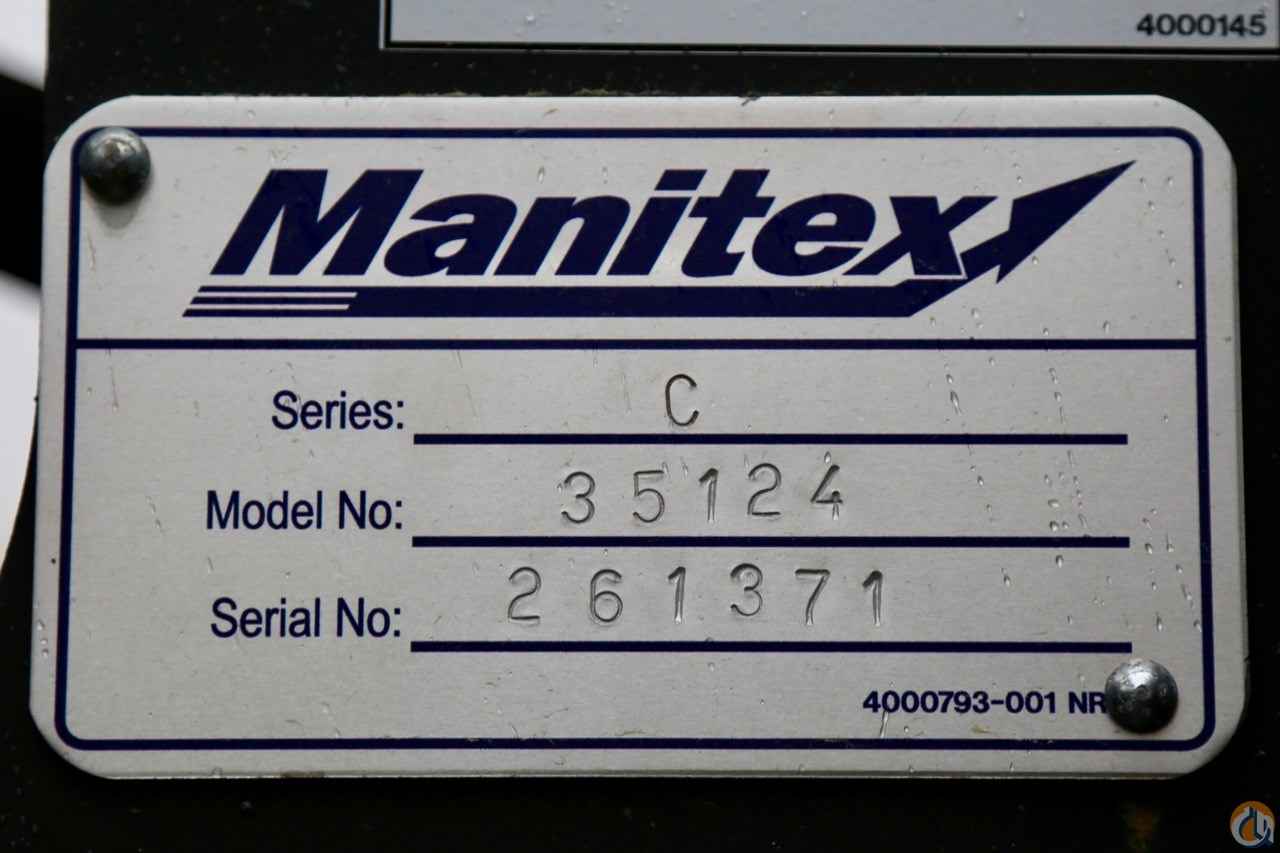 4000145
Manitex
Series: C
Model No: 35124
Serial No: 261371
4000793-001 NR